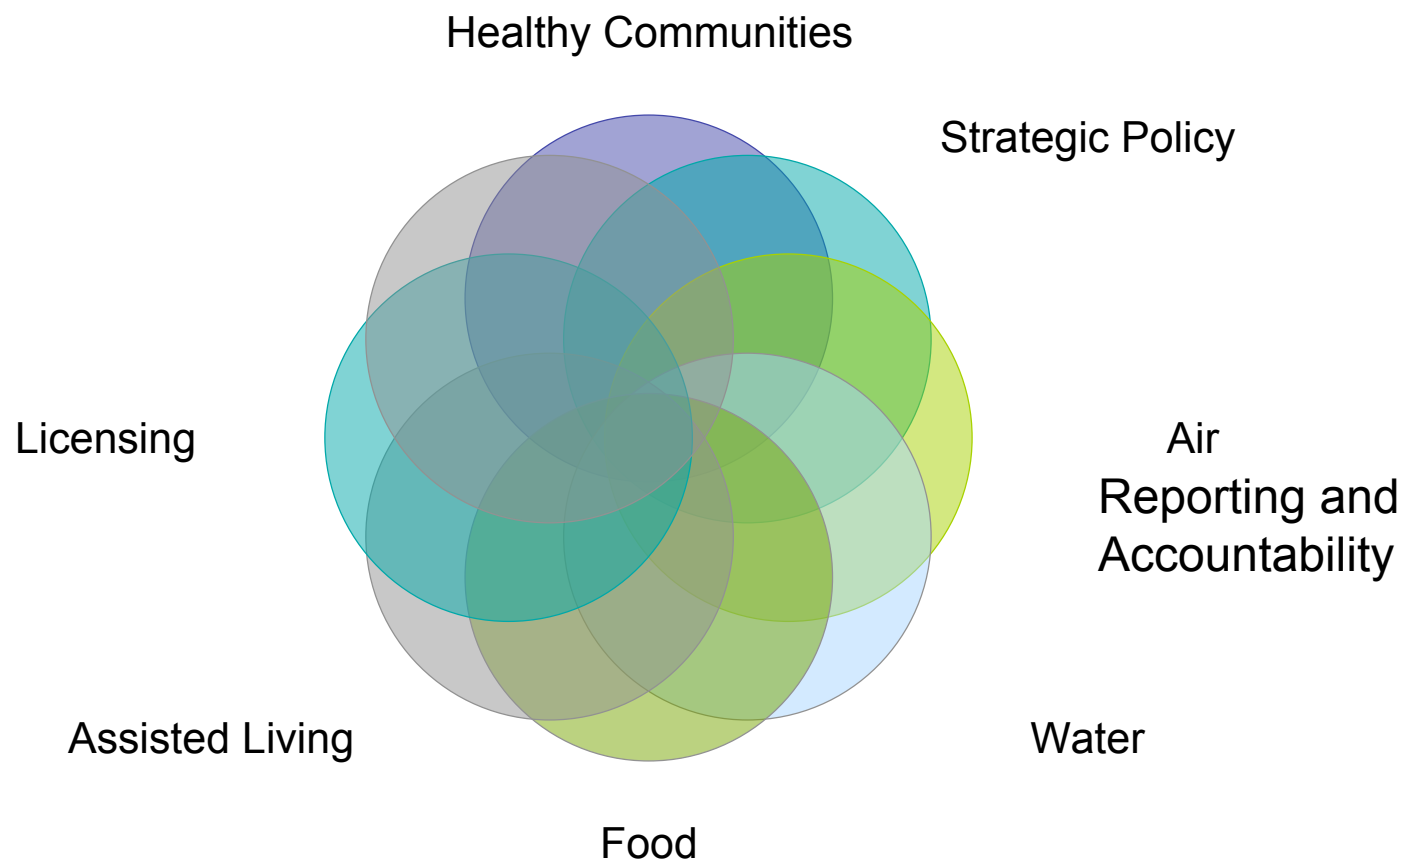 Healthy Communities
Strategic Policy
Licensing
Air
Reporting and
Accountability
Assisted Living
Water
Food